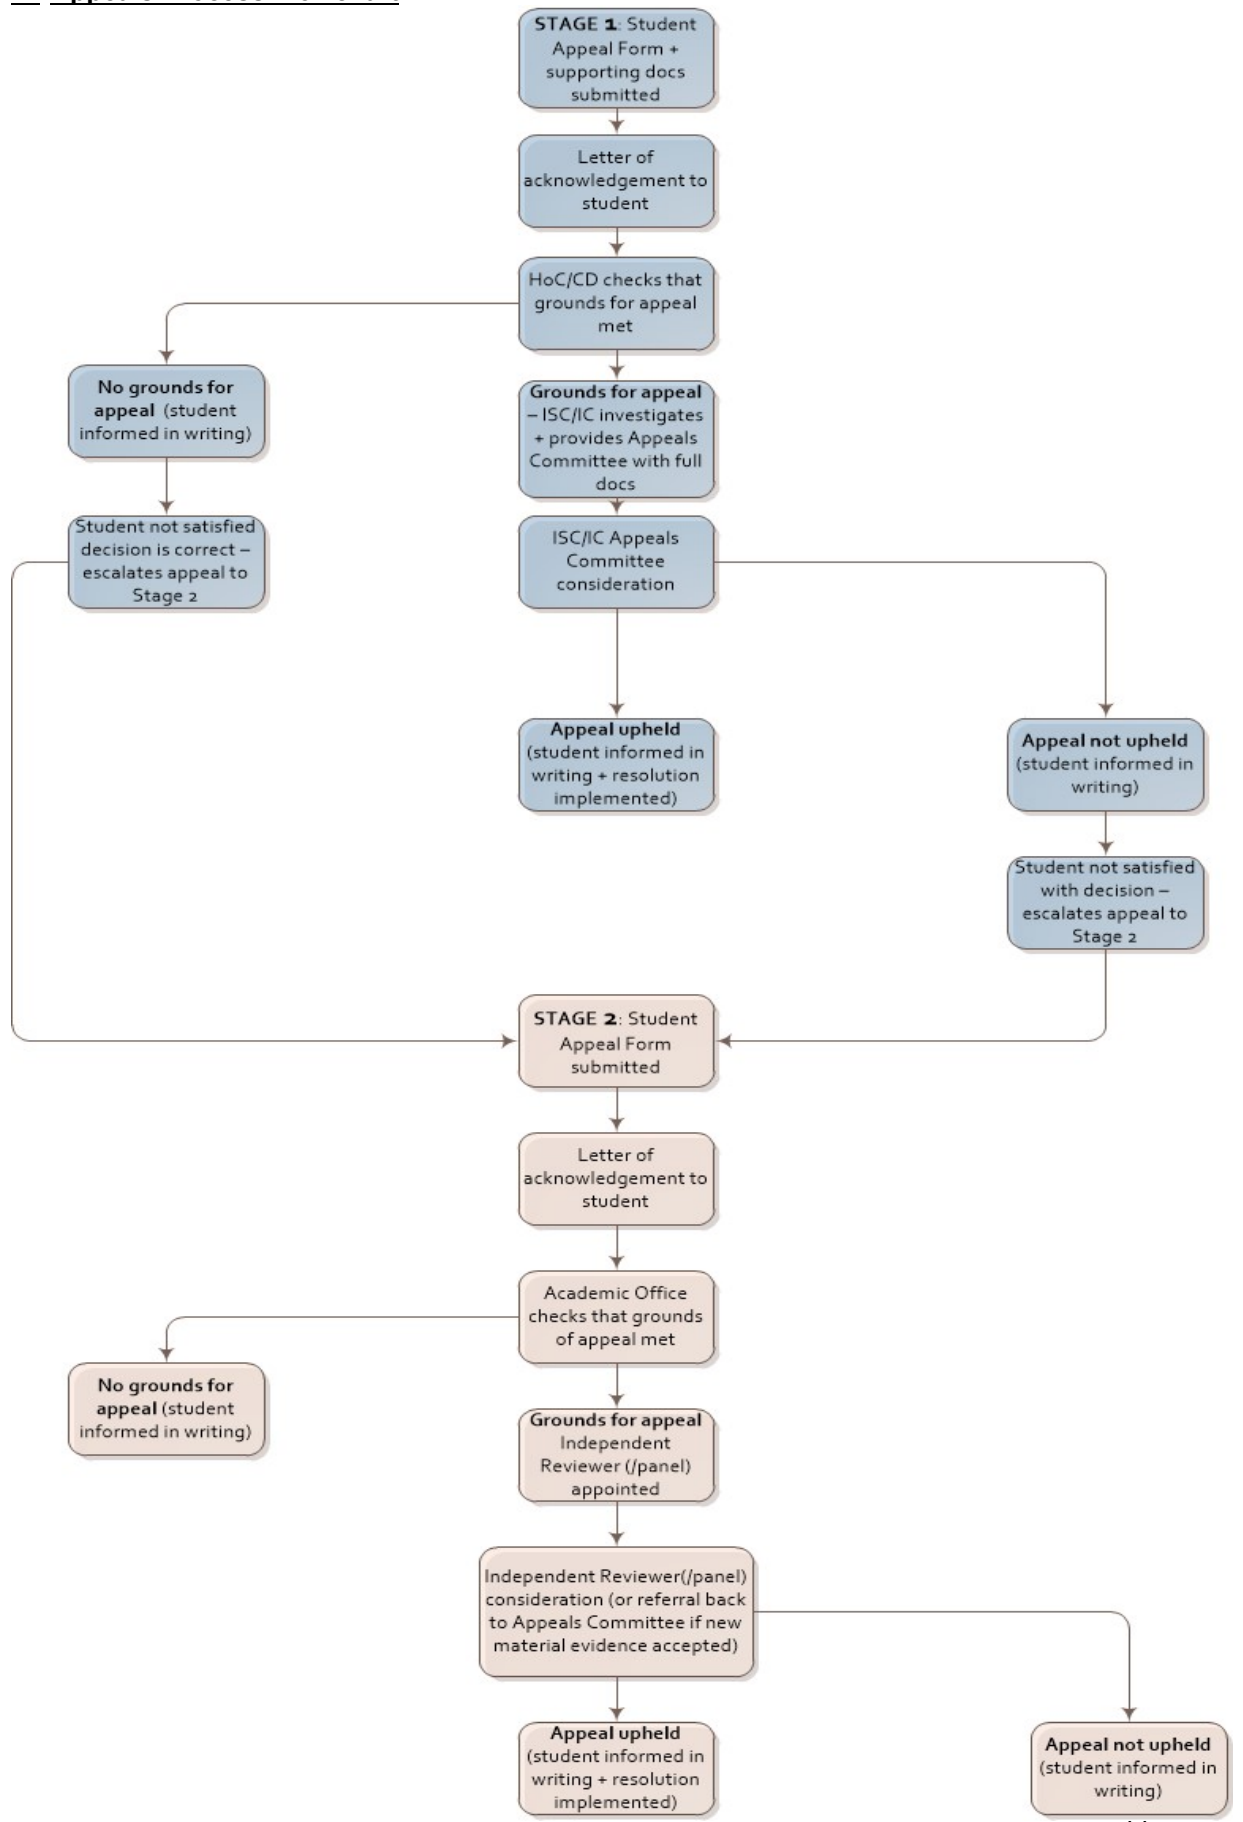 STAGE 1: Student
Appeal Form +
supporting docs
submitted
Letter of
acknowledgement to
student
HoC/CD checks that
grounds for appeal
met
No grounds for
appeal (student
informed in writing)
Grounds for appeal
– ISC/IC investigates
+ provides Appeals
Committee with full
docs
Student not satisfied
decision is correct –
escalates appeal to
Stage 2
ISC/IC Appeals
Committee
consideration
Appeal upheld
(student informed in
writing + resolution
implemented)
Appeal not upheld
(student informed in
writing)
Student not satisfied
with decision –
escalates appeal to
Stage 2
STAGE 2: Student
Appeal Form
submitted
Letter of
acknowledgement to
student
Academic Office
checks that grounds
of appeal met
No grounds for
appeal (student
informed in writing)
Grounds for appeal
Independent
Reviewer (/panel)
appointed
Independent Reviewer(/panel)
consideration (or referral back
to Appeals Committee if new
material evidence accepted)
Appeal upheld
(student informed in
writing + resolution
implemented)
Appeal not upheld
(student informed in
writing)